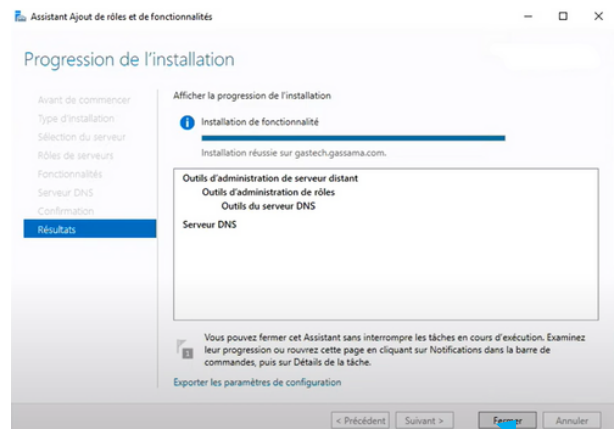 Assistant Ajout de rôles et de fonctionnalités
Progression de l'installation
Avant de commencer
Type d'installation
Sélection du serveur
Rôles de serveurs
Fonctionnalités
Serveur DNS
Confirmation
Résultats
Afficher la progression de l'installation
Installation de fonctionnalité
Installation réussie sur gastech.gassama.com.
Outils d'administration de serveur distant
Outils d'administration de rôles
Outils du serveur DNS
Serveur DNS
Vous pouvez fermer cet Assistant sans interrompre les tâches en cours d'exécution. Examinez
leur progression ou rouvrez cette page en cliquant sur Notifications dans la barre de
commandes, puis sur Détails de la tâche.
Exporter les paramètres de configuration
< Précédent Suivant > Fermer Annuler